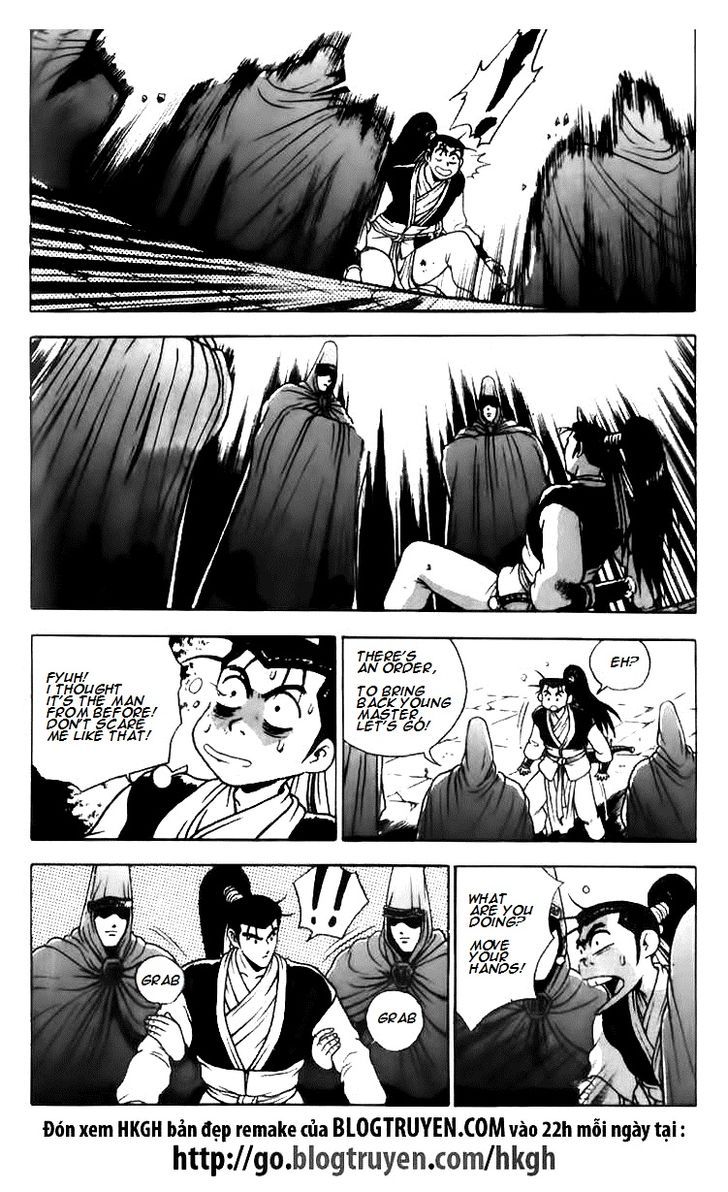 FYUH!
I THOUGHT
IT'S THE MAN
FROM BEFORE!
DON'T SCARE
ME LIKE THAT!
THERE'S
AN ORDER,
TO BRING
BACK YOUNG
MASTER.
LET'S GO!
EH?
GRAB
!!
GRAB
WHAT
ARE YOU
DOING?
MOVE
YOUR
HANDS!
Đón xem HKGH bản đẹp remake của BLOGTRUYEN.COM vào 22h mỗi ngày tại :
http://go.blogtruyen.com/hkgh